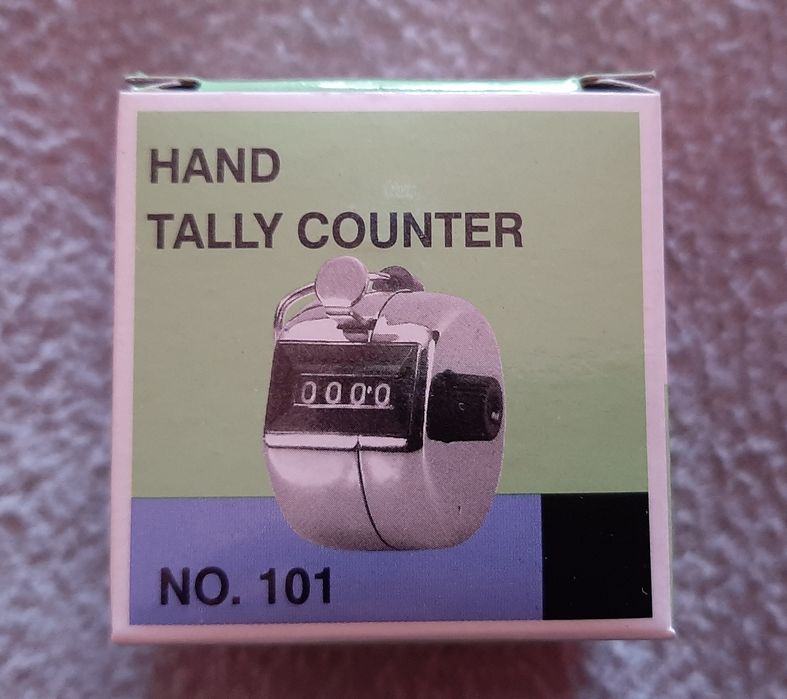 HAND
TALLY COUNTER
0000
NO. 101